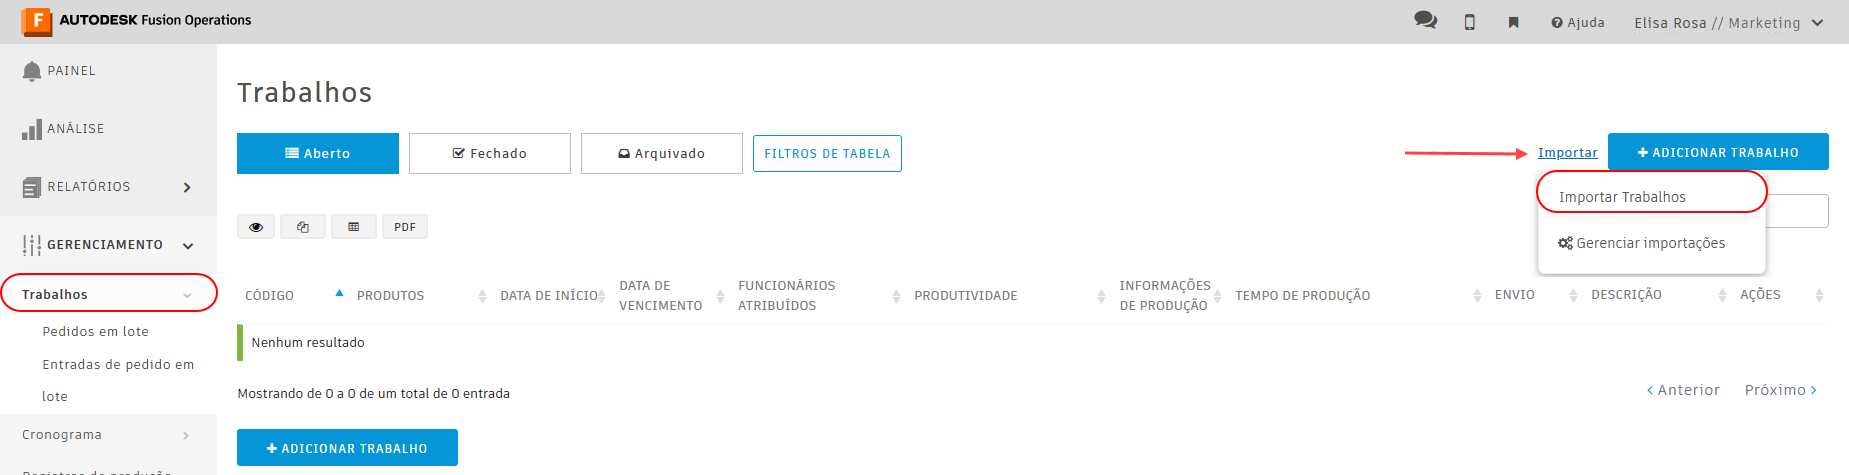 AUTODESK Fusion Operations
Ajuda
Elisa Rosa // Marketing
PAINEL
ANÁLISE
RELATÓRIOS
GERENCIAMENTO
Trabalhos
Pedidos em lote
Entradas de pedido em
lote
Cronograma
Registros de produção
Trabalhos
Aberto
Fechado
Arquivado
FILTROS DE TABELA
Importar
+ ADICIONAR TRABALHO
Importar Trabalhos
Gerenciar importações
PDF
CÓDIGO
PRODUTOS
DATA DE INÍCIO
DATA DE
VENCIMENTO
FUNCIONÁRIOS
ATRIBUÍDOS
PRODUTIVIDADE
INFORMAÇÕES
DE PRODUÇÃO
TEMPO DE PRODUÇÃO
ENVIO
DESCRIÇÃO
AÇÕES
Nenhum resultado
Mostrando de 0 a 0 de um total de 0 entrada
Anterior
Próximo
+ ADICIONAR TRABALHO